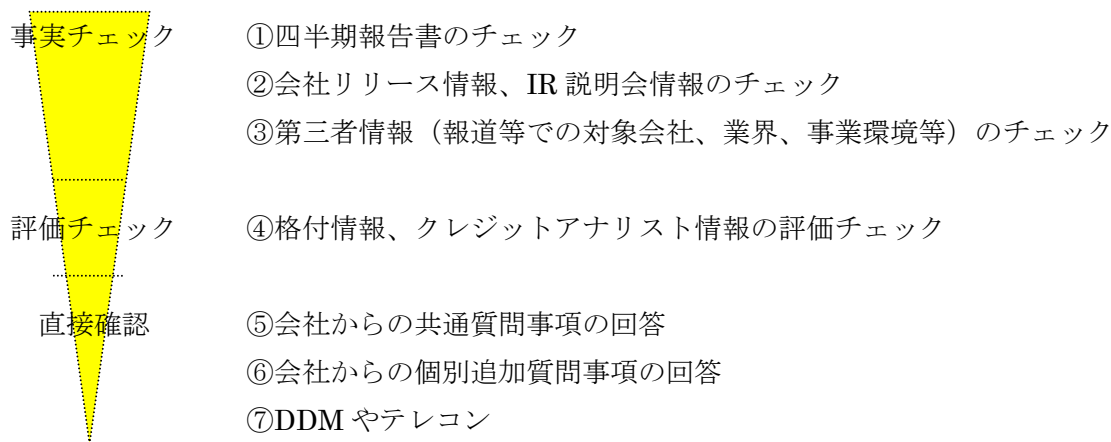 事実チェック ①四半期報告書のチェック
②会社リリース情報、IR 説明会情報のチェック
③第三者情報（報道等での対象会社、業界、事業環境等）のチェック
評価チェック ④格付情報、クレジットアナリスト情報の評価チェック
直接確認 ⑤会社からの共通質問事項の回答
⑥会社からの個別追加質問事項の回答
⑦DDM やテレコン